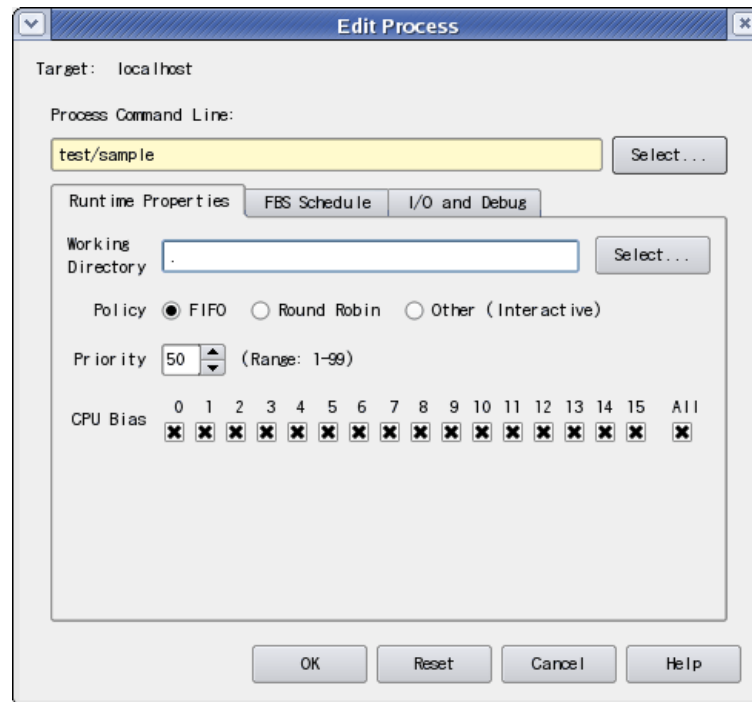 Edit Process
Target: localhost
Process Command Line:
test/sample
Select...
Runtime Properties FBS Schedule I/O and Debug
Working Directory
.
Select...
Policy FIFO Round Robin Other (Interactive)
Priority 50 (Range: 1-99)
0 1 2 3 4 5 6 7 8 9 10 11 12 13 14 15 All
CPU Bias
OK Reset Cancel Help